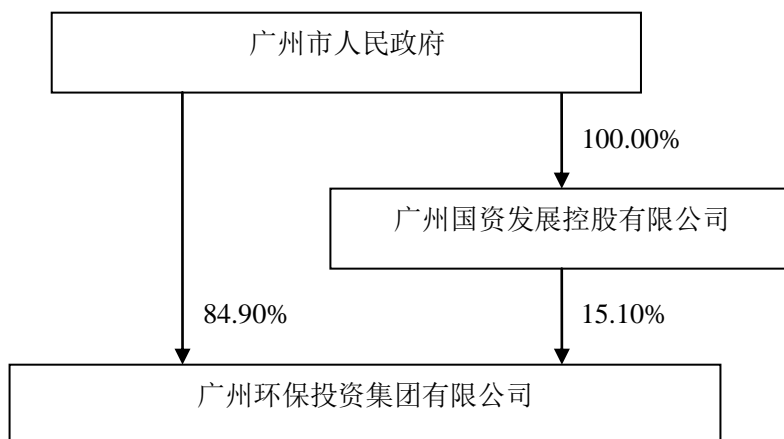 广州市人民政府
100.00%
广州国资发展控股有限公司
84.90%
15.10%
广州环保投资集团有限公司